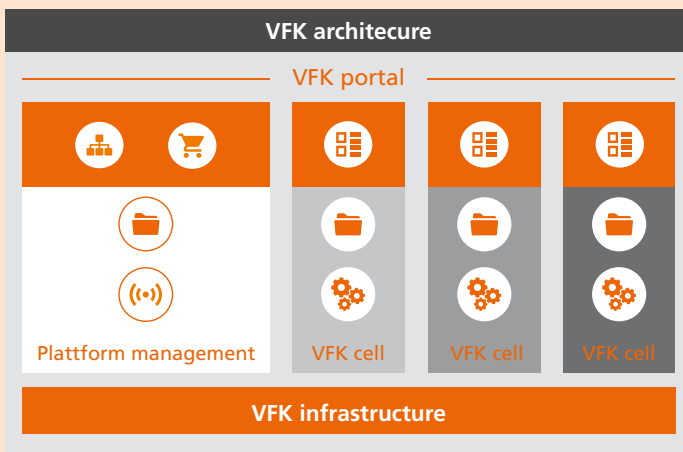 VFK architecure
VFK portal
Plattform management
VFK cell
VFK cell
VFK cell
VFK infrastructure